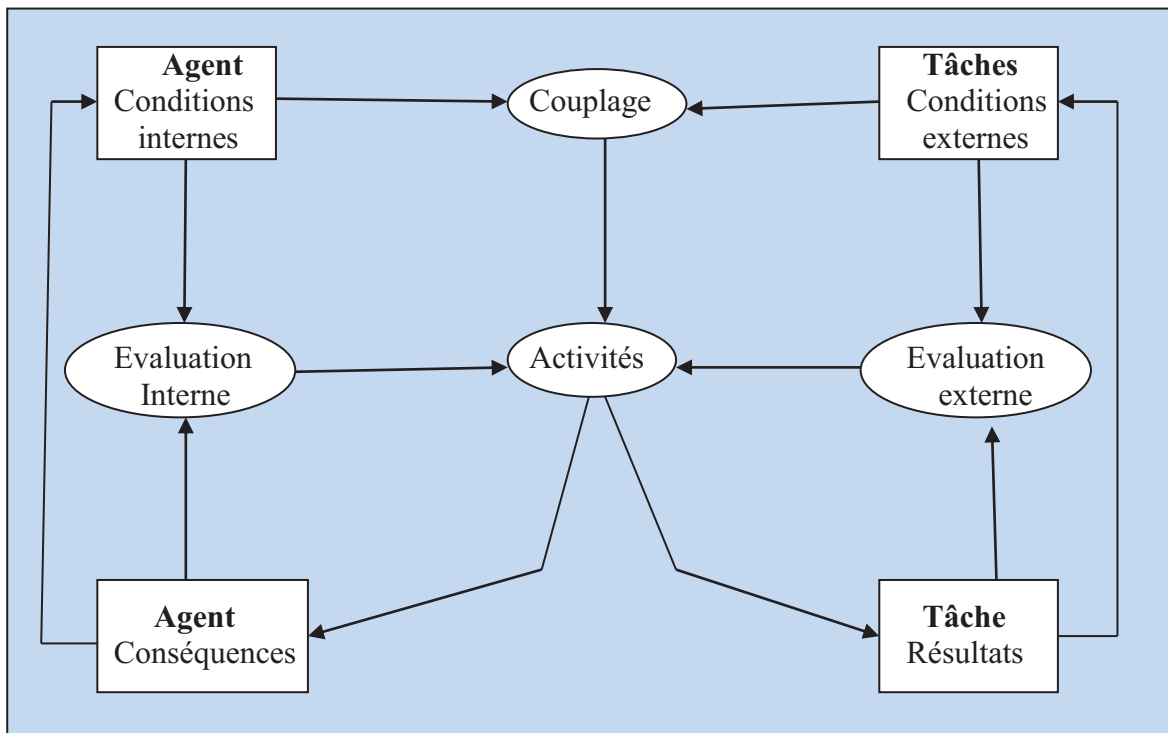 Agent
Conditions
internes
Couplage
Tâches
Conditions
externes
Evaluation
Interne
Activités
Evaluation
externe
Agent
Conséquences
Tâche
Résultats